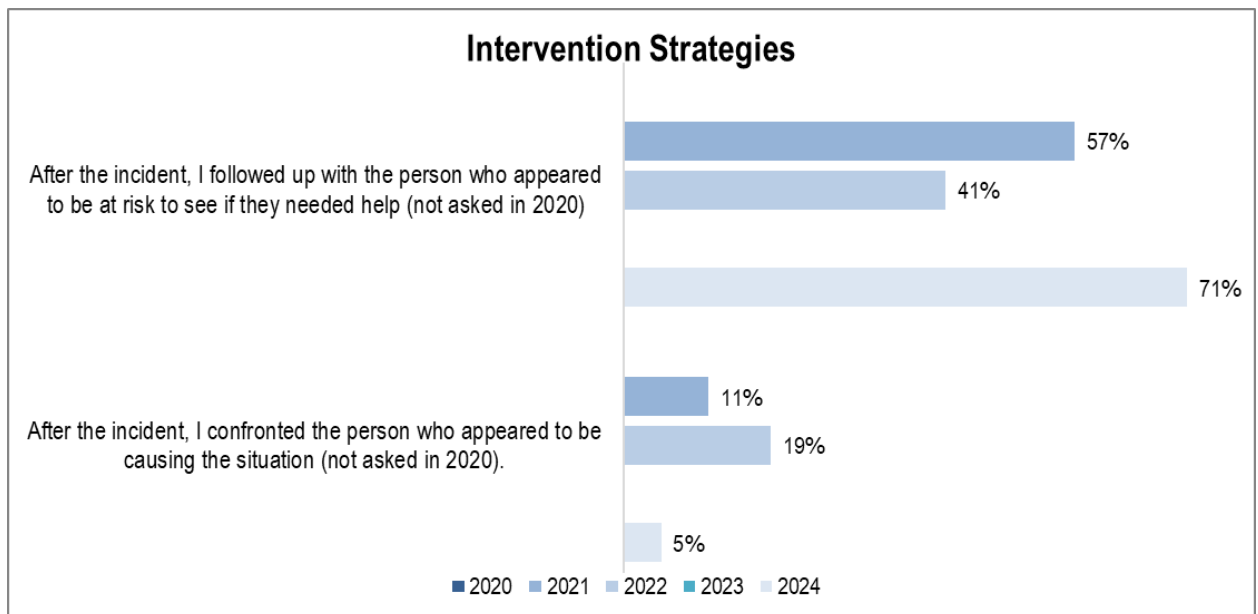 Intervention Strategies
57%
After the incident, I followed up with the person who appeared
to be at risk to see if they needed help (not asked in 2020)
41%
71%
11%
After the incident, I confronted the person who appeared to be
causing the situation (not asked in 2020).
19%
5%
2020 2021 2022 2023 2024